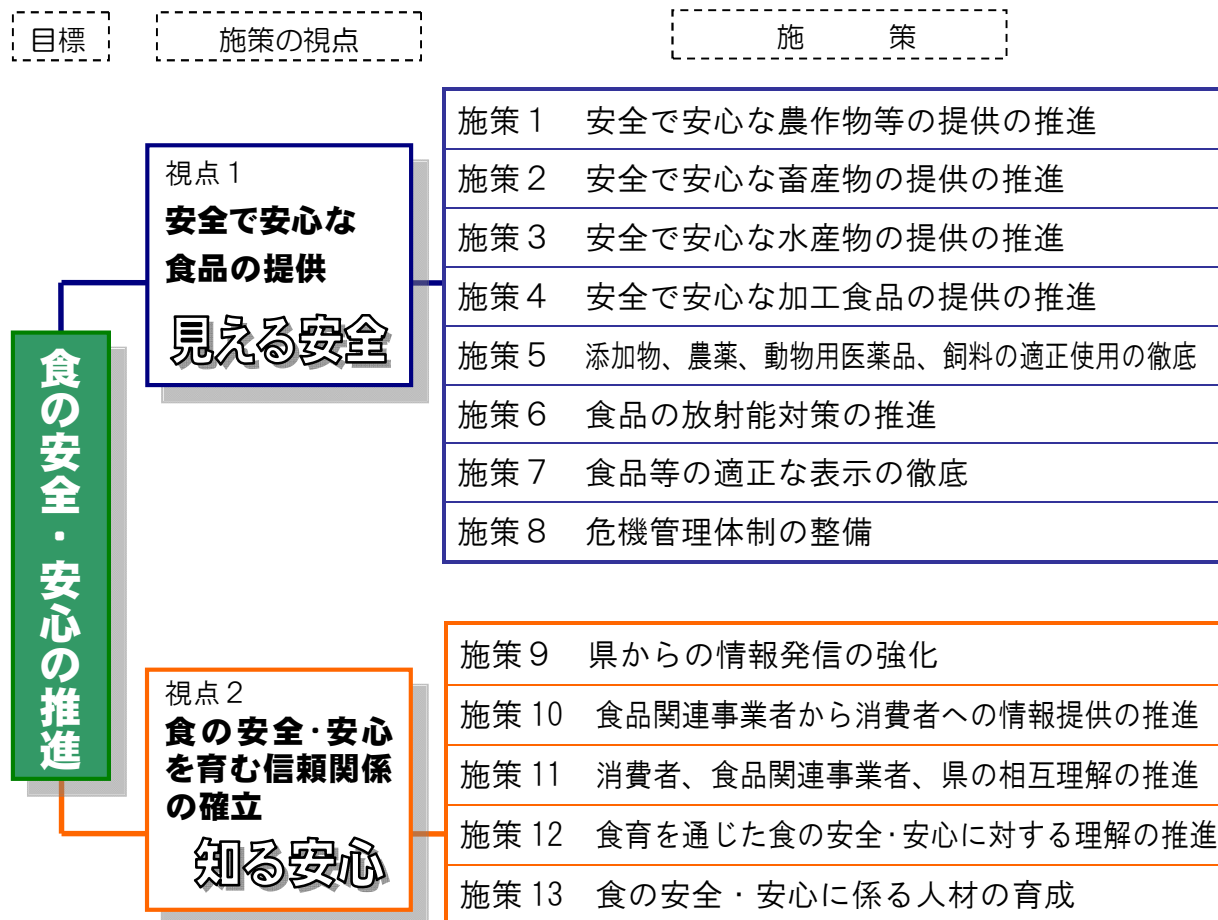 目標
施策の視点
施　　策
食の安全・安心の推進
視点１
安全で安心な
食品の提供
見える安全
施策１　安全で安心な農作物等の提供の推進
施策２　安全で安心な畜産物の提供の推進
施策３　安全で安心な水産物の提供の推進
施策４　安全で安心な加工食品の提供の推進
施策５　添加物、農薬、動物用医薬品、飼料の適正使用の徹底
施策６　食品の放射能対策の推進
施策７　食品等の適正な表示の徹底
施策８　危機管理体制の整備
視点２
食の安全・安心
を育む信頼関係
の確立
知る安心
施策９　県からの情報発信の強化
施策 10　食品関連事業者から消費者への情報提供の推進
施策 11　消費者、食品関連事業者、県の相互理解の推進
施策 12　食育を通じた食の安全・安心に対する理解の推進
施策 13　食の安全・安心に係る人材の育成